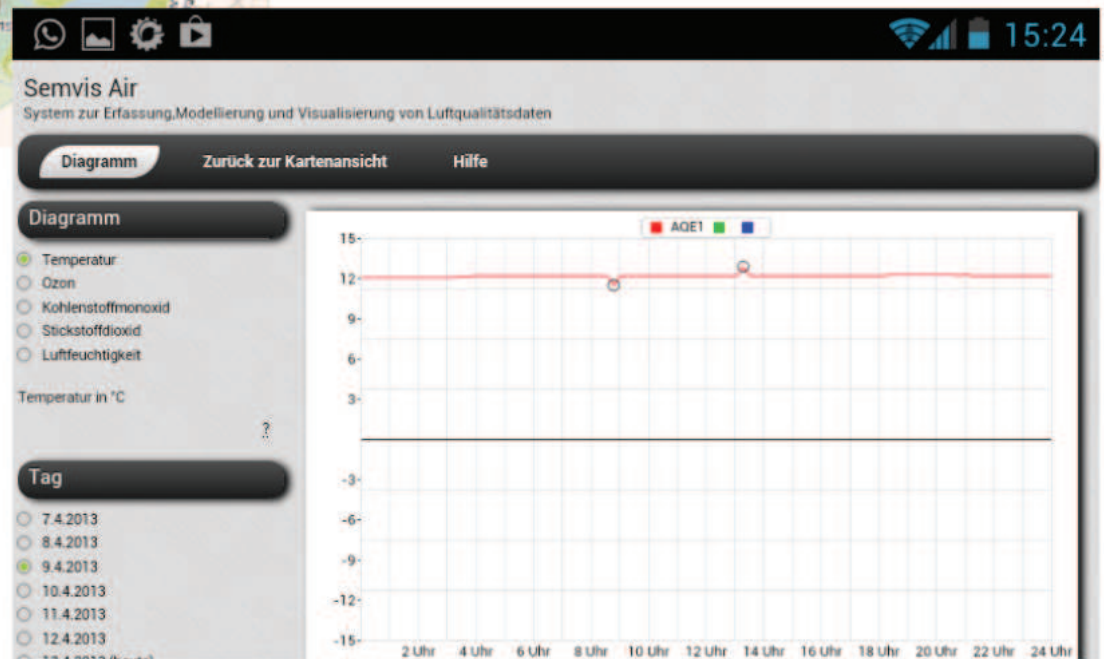 15:24
Semvis Air
System zur Erfassung,Modellierung und Visualisierung von Luftqualitätsdaten
Diagramm Zurück zur Kartenansicht Hilfe
Diagramm
Temperatur
Ozon
Kohlenstoffmonoxid
Stickstoffdioxid
Luftfeuchtigkeit
Temperatur in °C
?
Tag
7.4.2013
8.4.2013
9.4.2013
10.4.2013
11.4.2013
12.4.2013
AQE1
15
12
9
6
3
-3
-6
-9
-12
-15
2 Uhr 4 Uhr 6 Uhr 8 Uhr 10 Uhr 12 Uhr 14 Uhr 16 Uhr 18 Uhr 20 Uhr 22 Uhr 24 Uhr